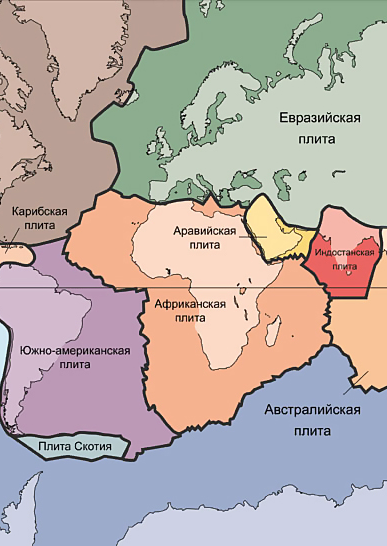 Евразийская
плита
Карибская
плита
Аравийская
плита
Индостанская
плита
Африканская
плита
Южно-американская
плита
Австралийская
плита
Плита Скотия